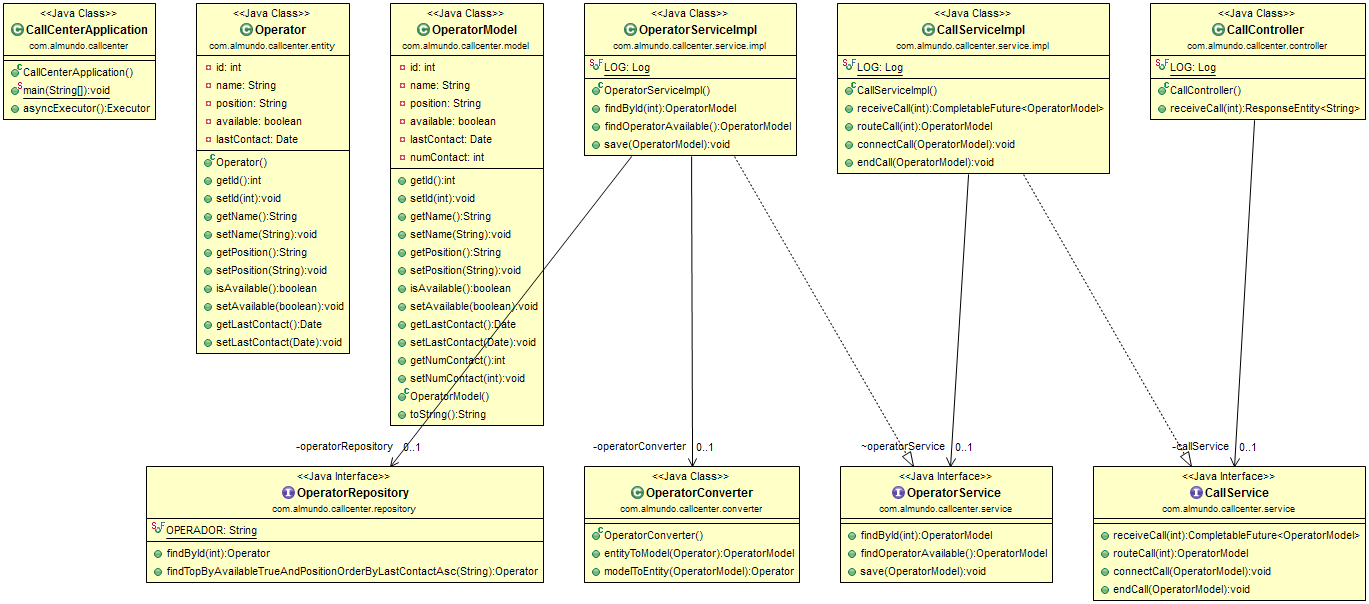 <<Java Class>>
CallCenterApplication
com.almundo.callcenter
CallCenterApplication()
main(String[]):void
asyncExecutor():Executor
<<Java Class>>
Operator
com.almundo.callcenter.entity
id: int
name: String
position: String
available: boolean
lastContact: Date
Operator()
getId():int
setId(int):void
getName():String
setName(String):void
getPosition():String
setPosition(String):void
isAvailable():boolean
setAvailable(boolean):void
getLastContact():Date
setLastContact(Date):void
<<Java Class>>
OperatorModel
com.almundo.callcenter.model
id: int
name: String
position: String
available: boolean
lastContact: Date
numContact: int
getId():int
setId(int):void
getName():String
setName(String):void
getPosition():String
setPosition(String):void
isAvailable():boolean
setAvailable(boolean):void
getLastContact():Date
setLastContact(Date):void
getNumContact():int
setNumContact(int):void
OperatorModel()
toString():String
<<Java Class>>
OperatorServiceImpl
com.almundo.callcenter.service.impl
LOG: Log
OperatorServiceImpl()
findById(int):OperatorModel
findOperatorAvailable():OperatorModel
save(OperatorModel):void
<<Java Class>>
CallServiceImpl
com.almundo.callcenter.service.impl
LOG: Log
CallServiceImpl()
receiveCall(int):CompletableFuture<OperatorModel>
routeCall(int):OperatorModel
connectCall(OperatorModel):void
endCall(OperatorModel):void
<<Java Class>>
CallController
com.almundo.callcenter.controller
LOG: Log
CallController()
receiveCall(int):ResponseEntity<String>
-operatorRepository 0..1
-operatorConverter 0..1
~operatorService 0..1
-callService 0..1
<<Java Interface>>
OperatorRepository
com.almundo.callcenter.repository
OPERADOR: String
findById(int):Operator
findTopByAvailableTrueAndPositionOrderByLastContactAsc(String):Operator
<<Java Class>>
OperatorConverter
com.almundo.callcenter.converter
OperatorConverter()
entityToModel(Operator):OperatorModel
modelToEntity(OperatorModel):Operator
<<Java Interface>>
OperatorService
com.almundo.callcenter.service
findById(int):OperatorModel
findOperatorAvailable():OperatorModel
save(OperatorModel):void
<<Java Interface>>
CallService
com.almundo.callcenter.service
receiveCall(int):CompletableFuture<OperatorModel>
routeCall(int):OperatorModel
connectCall(OperatorModel):void
endCall(OperatorModel):void